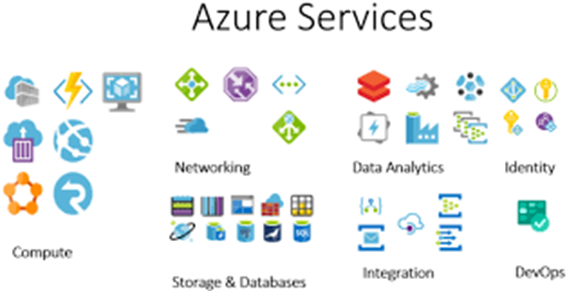 Azure Services
Networking
Data Analytics
Identity
Compute
Storage & Databases
Integration
DevOps